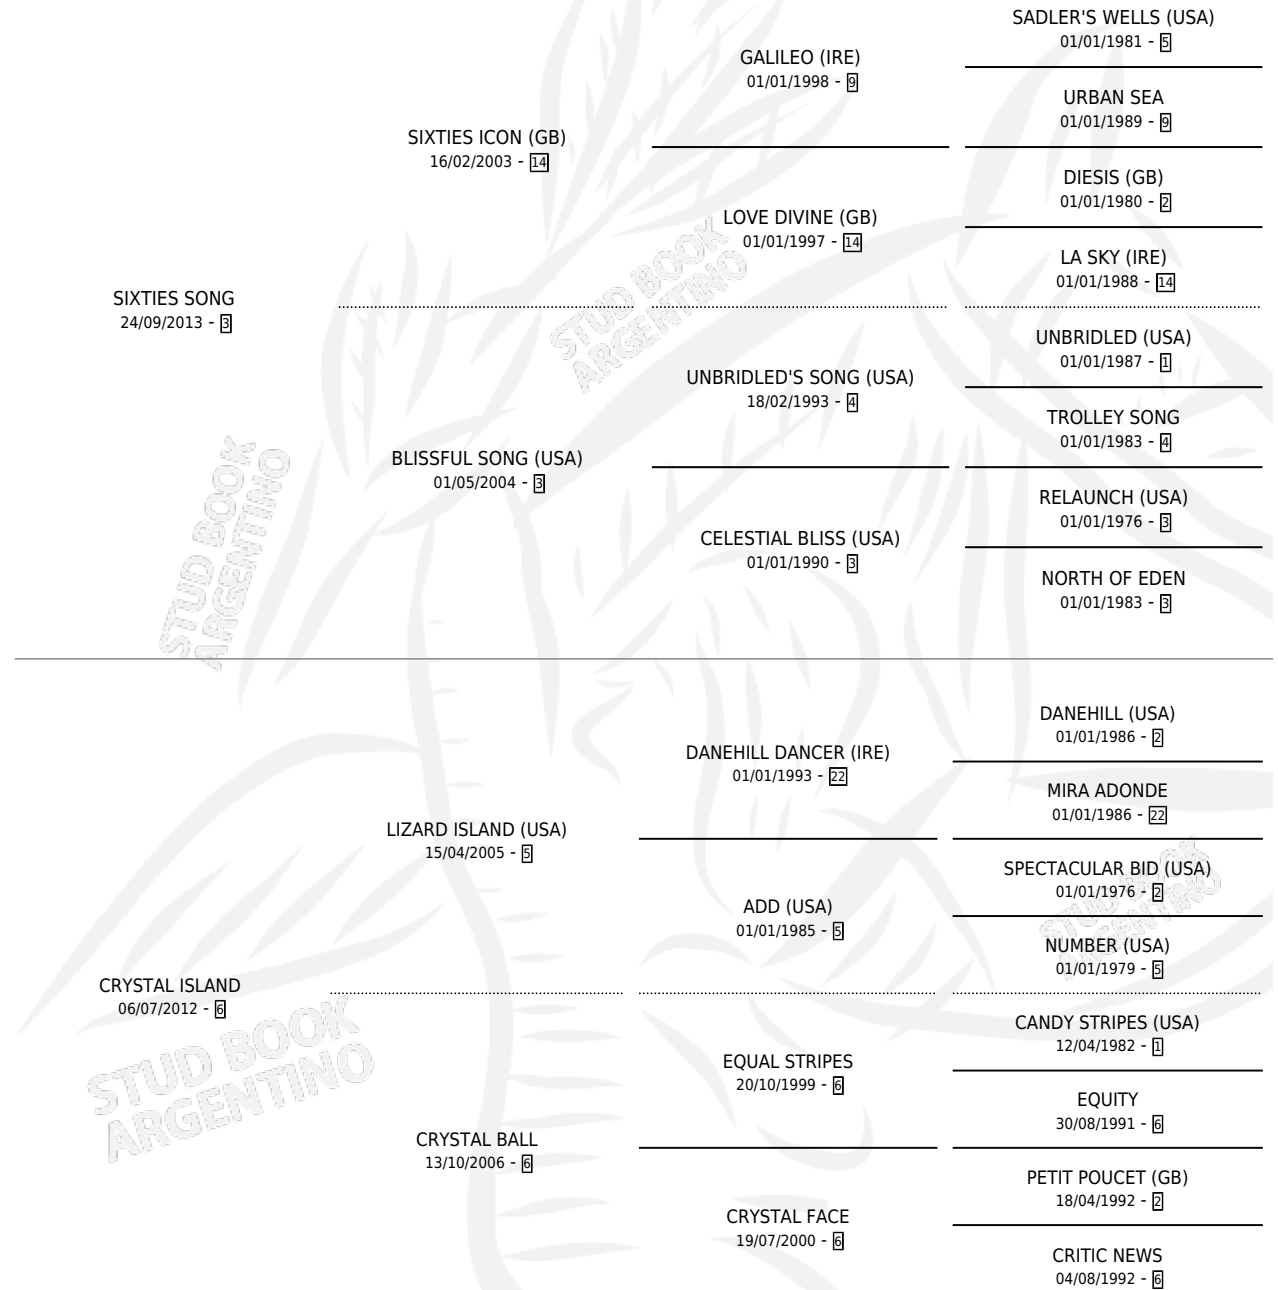 SADLER'S WELLS (USA)
01/01/1981 - 5
GALILEO (IRE)
01/01/1998 - 9
URBAN SEA
01/01/1989 - 9
SIXTIES ICON (GB)
16/02/2003 - 14
DIESIS (GB)
01/01/1980 - 2
LOVE DIVINE (GB)
01/01/1997 - 14
LA SKY (IRE)
01/01/1988 - 14
SIXTIES SONG
24/09/2013 - 3
UNBRIDLED (USA)
01/01/1987 - 1
UNBRIDLED'S SONG (USA)
18/02/1993 - 4
TROLLEY SONG
01/01/1983 - 4
BLISSFUL SONG (USA)
01/05/2004 - 3
RELAUNCH (USA)
01/01/1976 - 3
CELESTIAL BLISS (USA)
01/01/1990 - 3
NORTH OF EDEN
01/01/1983 - 3
DANEHILL (USA)
01/01/1986 - 2
DANEHILL DANCER (IRE)
01/01/1993 - 22
MIRA ADONDE
01/01/1986 - 22
LIZARD ISLAND (USA)
15/04/2005 - 5
SPECTACULAR BID (USA)
01/01/1976 - 2
ADD (USA)
01/01/1985 - 5
NUMBER (USA)
01/01/1979 - 5
CRYSTAL ISLAND
06/07/2012 - 6
CANDY STRIPES (USA)
12/04/1982 - 1
EQUAL STRIPES
20/10/1999 - 6
EQUITY
30/08/1991 - 6
CRYSTAL BALL
13/10/2006 - 6
PETIT POUCET (GB)
18/04/1992 - 2
CRYSTAL FACE
19/07/2000 - 6
CRITIC NEWS
04/08/1992 - 6
STUD BOOK
ARGENTINO
STUD BOOK
ARGENTINO
STUD BOOK
ARGENTINO
STUD BOOK
ARGENTINO